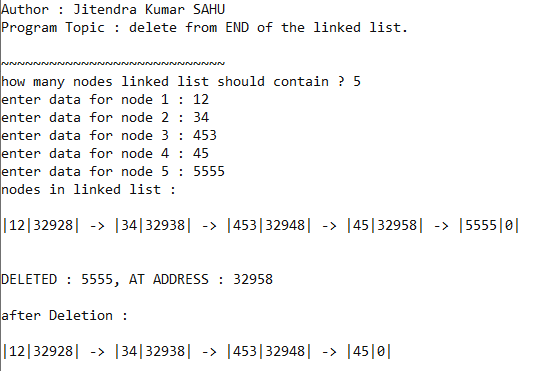 Author : Jitendra Kumar SAHU
Program Topic : delete from END of the linked list.
~~~~~~~~~~~~~~~~~~~~~~~~~~~~
how many nodes linked list should contain ? 5
enter data for node 1 : 12
enter data for node 2 : 34
enter data for node 3 : 453
enter data for node 4 : 45
enter data for node 5 : 5555
nodes in linked list :
|12|32928| -> |34|32938| -> |453|32948| -> |45|32958| -> |5555|0|
DELETED : 5555, AT ADDRESS : 32958
after Deletion :
|12|32928| -> |34|32938| -> |453|32948| -> |45|0|